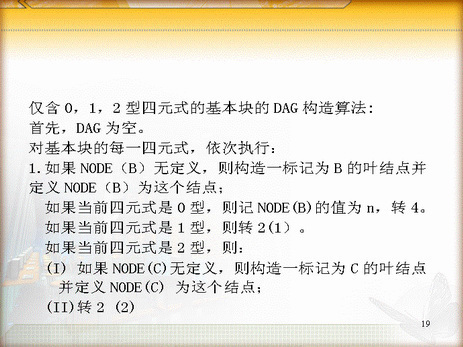 仅含 0，1，2 型四元式的基本块的 DAG 构造算法:
首先，DAG 为空。
对基本块的每一四元式，依次执行：
1.如果 NODE（B）无定义，则构造一标记为 B 的叶结点并
定义 NODE（B）为这个结点；
如果当前四元式是 0 型，则记 NODE(B)的值为 n，转 4。
如果当前四元式是 1 型，则转 2(1）。
如果当前四元式是 2 型，则：
(I) 如果 NODE(C)无定义，则构造一标记为 C 的叶结点
并定义 NODE(C) 为这个结点；
(II)转 2 (2)
19